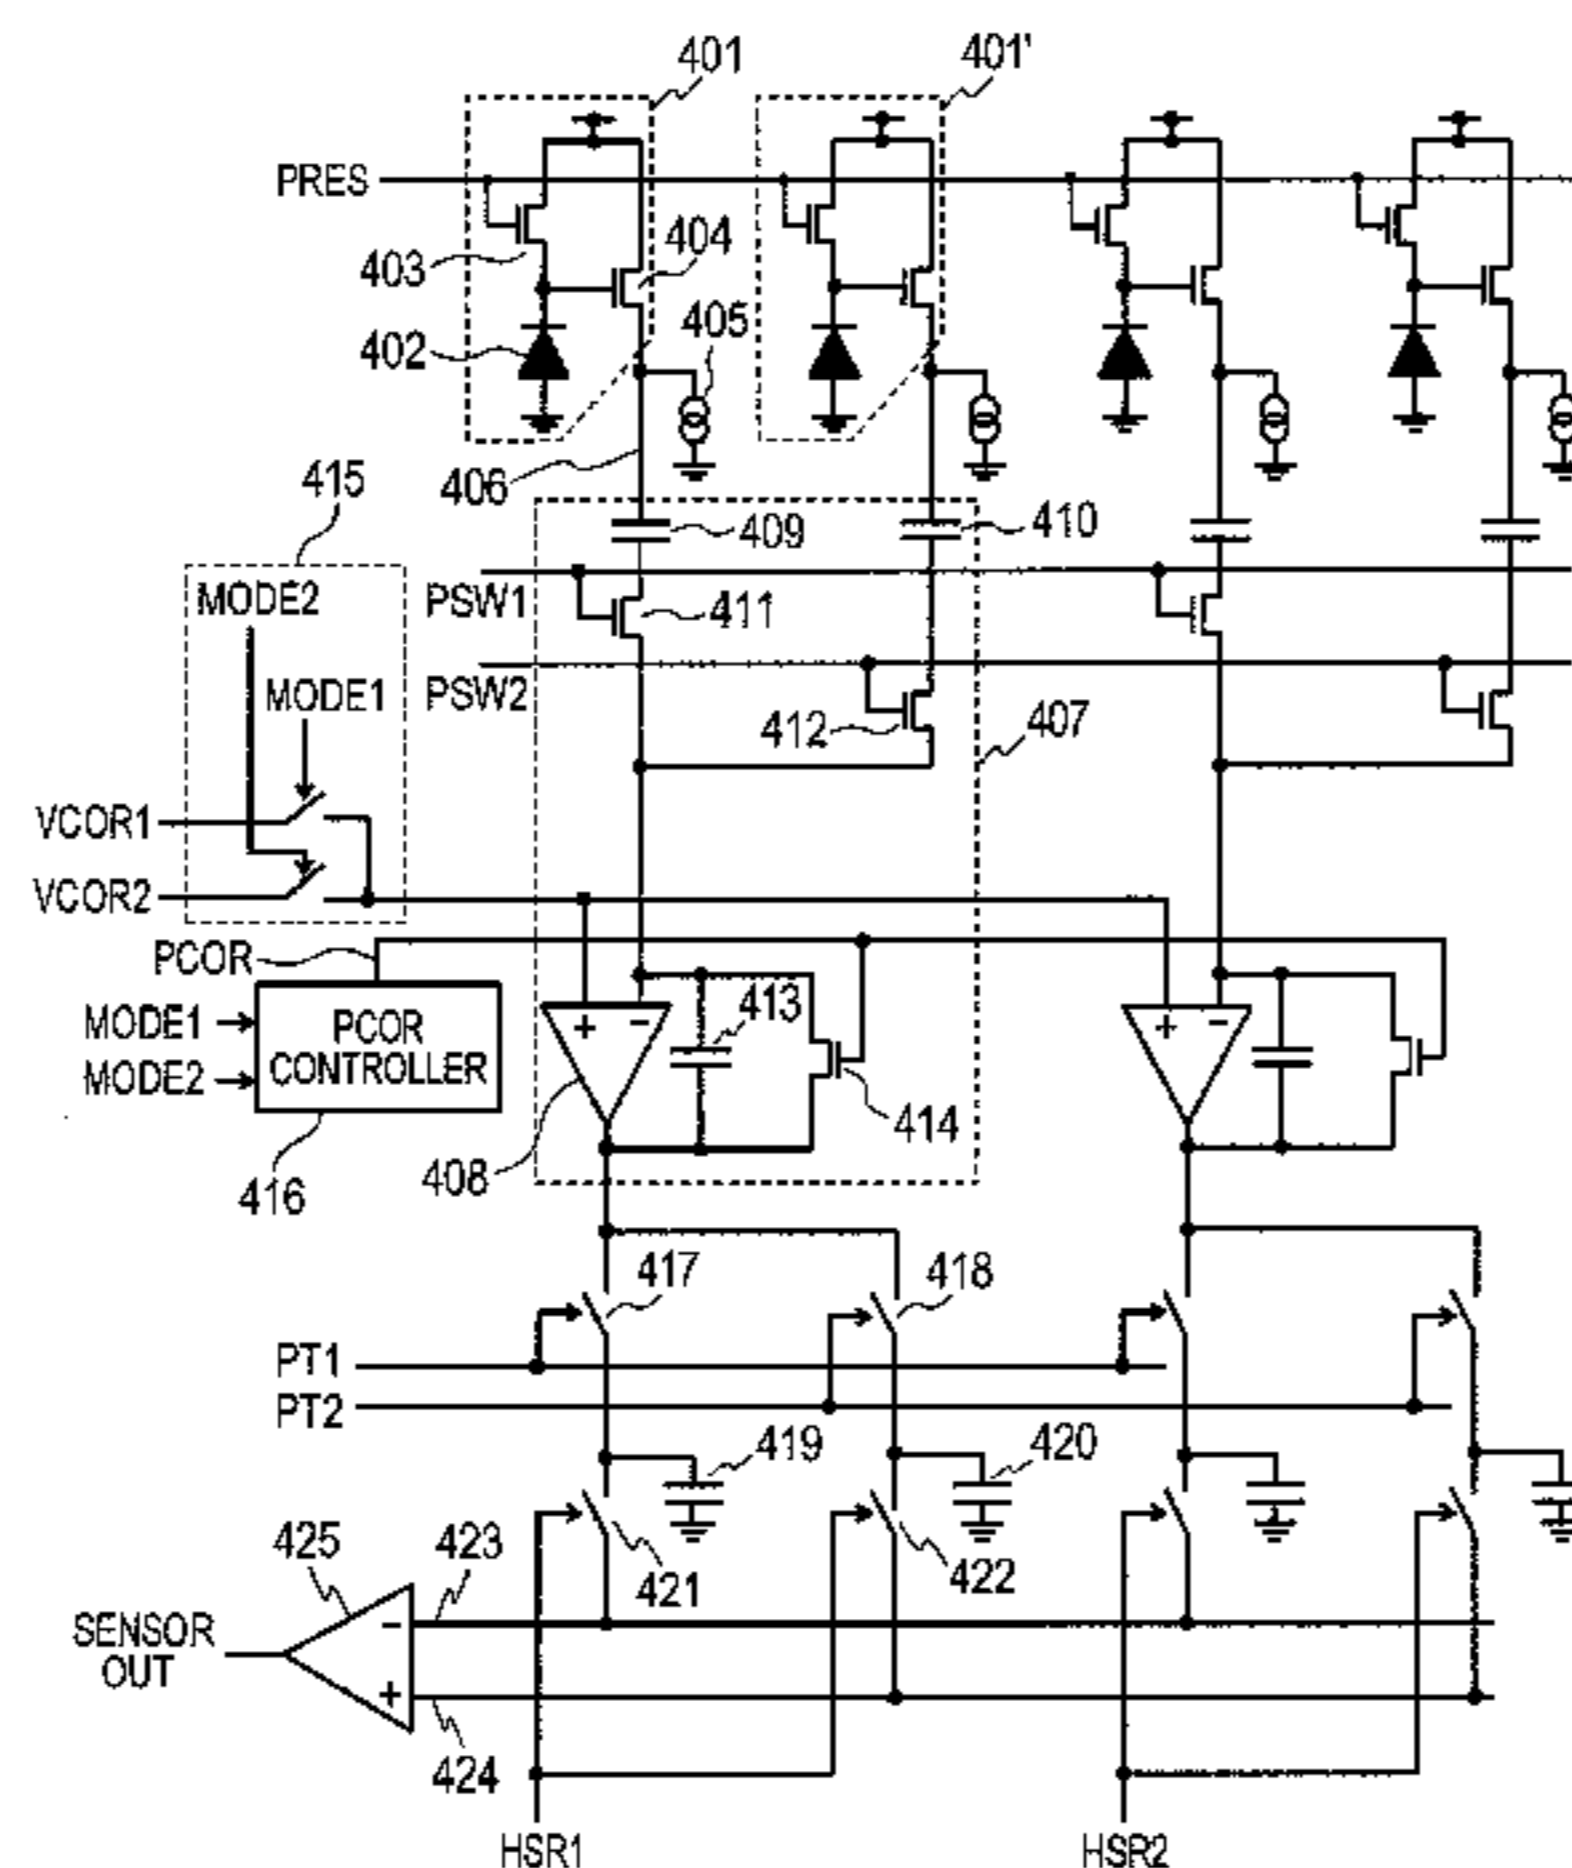 401
401'
PRES
403
404
402
405
406
415
409
410
MODE2
PSW1
411
MODE1
PSW2
412
407
VCOR1
VCOR2
PCOR
MODE1
MODE2
PCOR
CONTROLLER
413
+
-
+
-
414
408
416
417
418
PT1
PT2
419
420
425
423
421
422
SENSOR
OUT
-
+
424
HSR1
HSR2